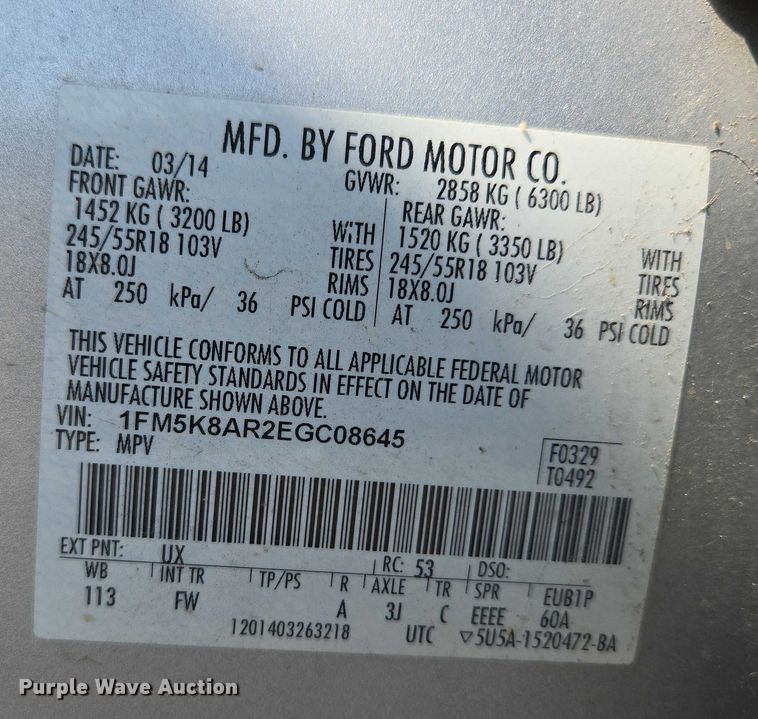 MFD. BY FORD MOTOR CO.
DATE: 03/14 GVWR: 2858 KG ( 6300 LB)
FRONT GAWR: REAR GAWR:
1452 KG ( 3200 LB) WITH 1520 KG ( 3350 LB) WITH
245/55R18 103V TIRES 245/55R18 103V TIRES
18X8.0J RIMS 18X8.0J RIMS
AT 250 kPa/ 36 PSI COLD AT 250 kPa/ 36 PSI COLD
THIS VEHICLE CONFORMS TO ALL APPLICABLE FEDERAL MOTOR
VEHICLE SAFETY STANDARDS IN EFFECT ON THE DATE OF
MANUFACTURE SHOWN ABOVE.
VIN: 1FM5K8AR2EGC08645
TYPE: MPV
F0329
T0492
EXT PNT: UX RC: 53 DSO:
WB INT TR TP/PS R AXLE TR SPR EUB1P
113 FW A 3J C EEEE 60A
1201403263218 UTC ▽5U5A-1520472-BA
Purple Wave Auction